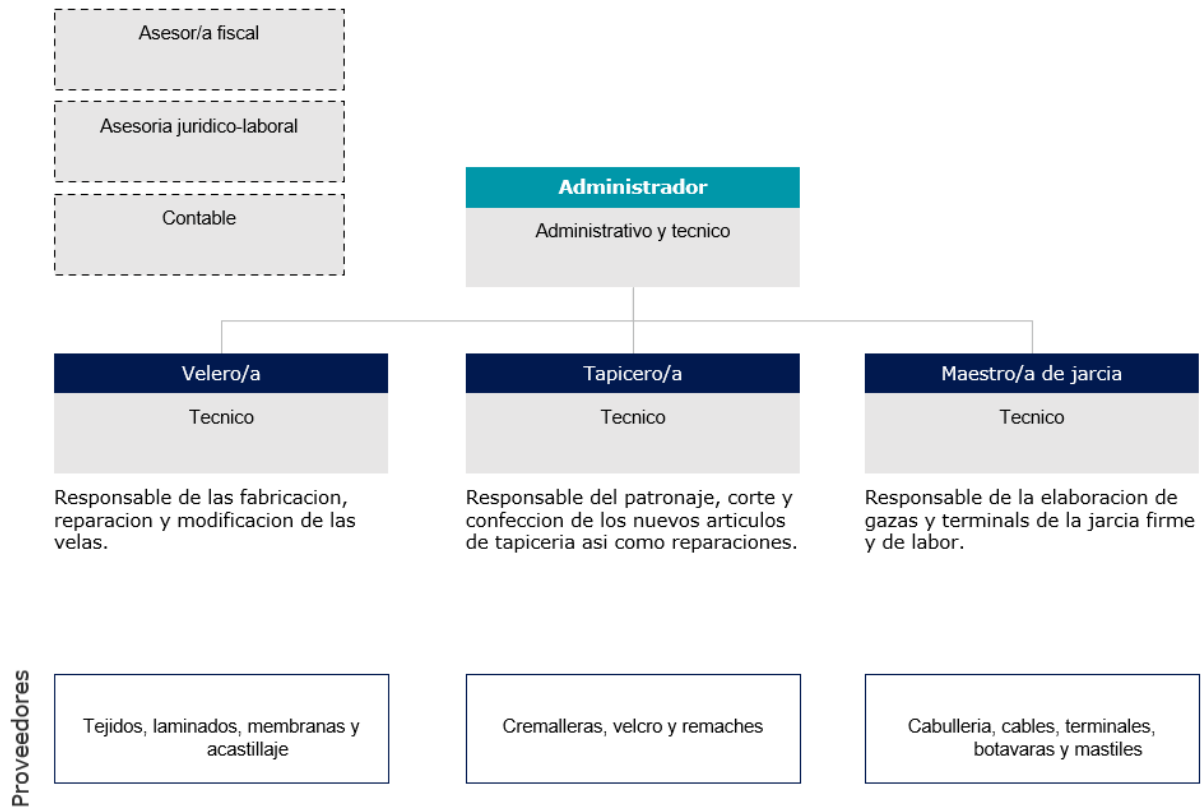 Asesor/a fiscal
Asesoria juridico-laboral
Contable
Administrador
Administrativo y tecnico
Velero/a
Tecnico
Responsable de las fabricacion,
reparacion y modificacion de las
velas.
Tapicero/a
Tecnico
Responsable del patronaje, corte y
confeccion de los nuevos articulos
de tapiceria asi como reparaciones.
Maestro/a de jarcia
Tecnico
Responsable de la elaboracion de
gazas y terminals de la jarcia firme
y de labor.
Proveedores
Tejidos, laminados, membranas y
acastillaje
Cremalleras, velcro y remaches
Cabulleria, cables, terminales,
botavaras y mastiles